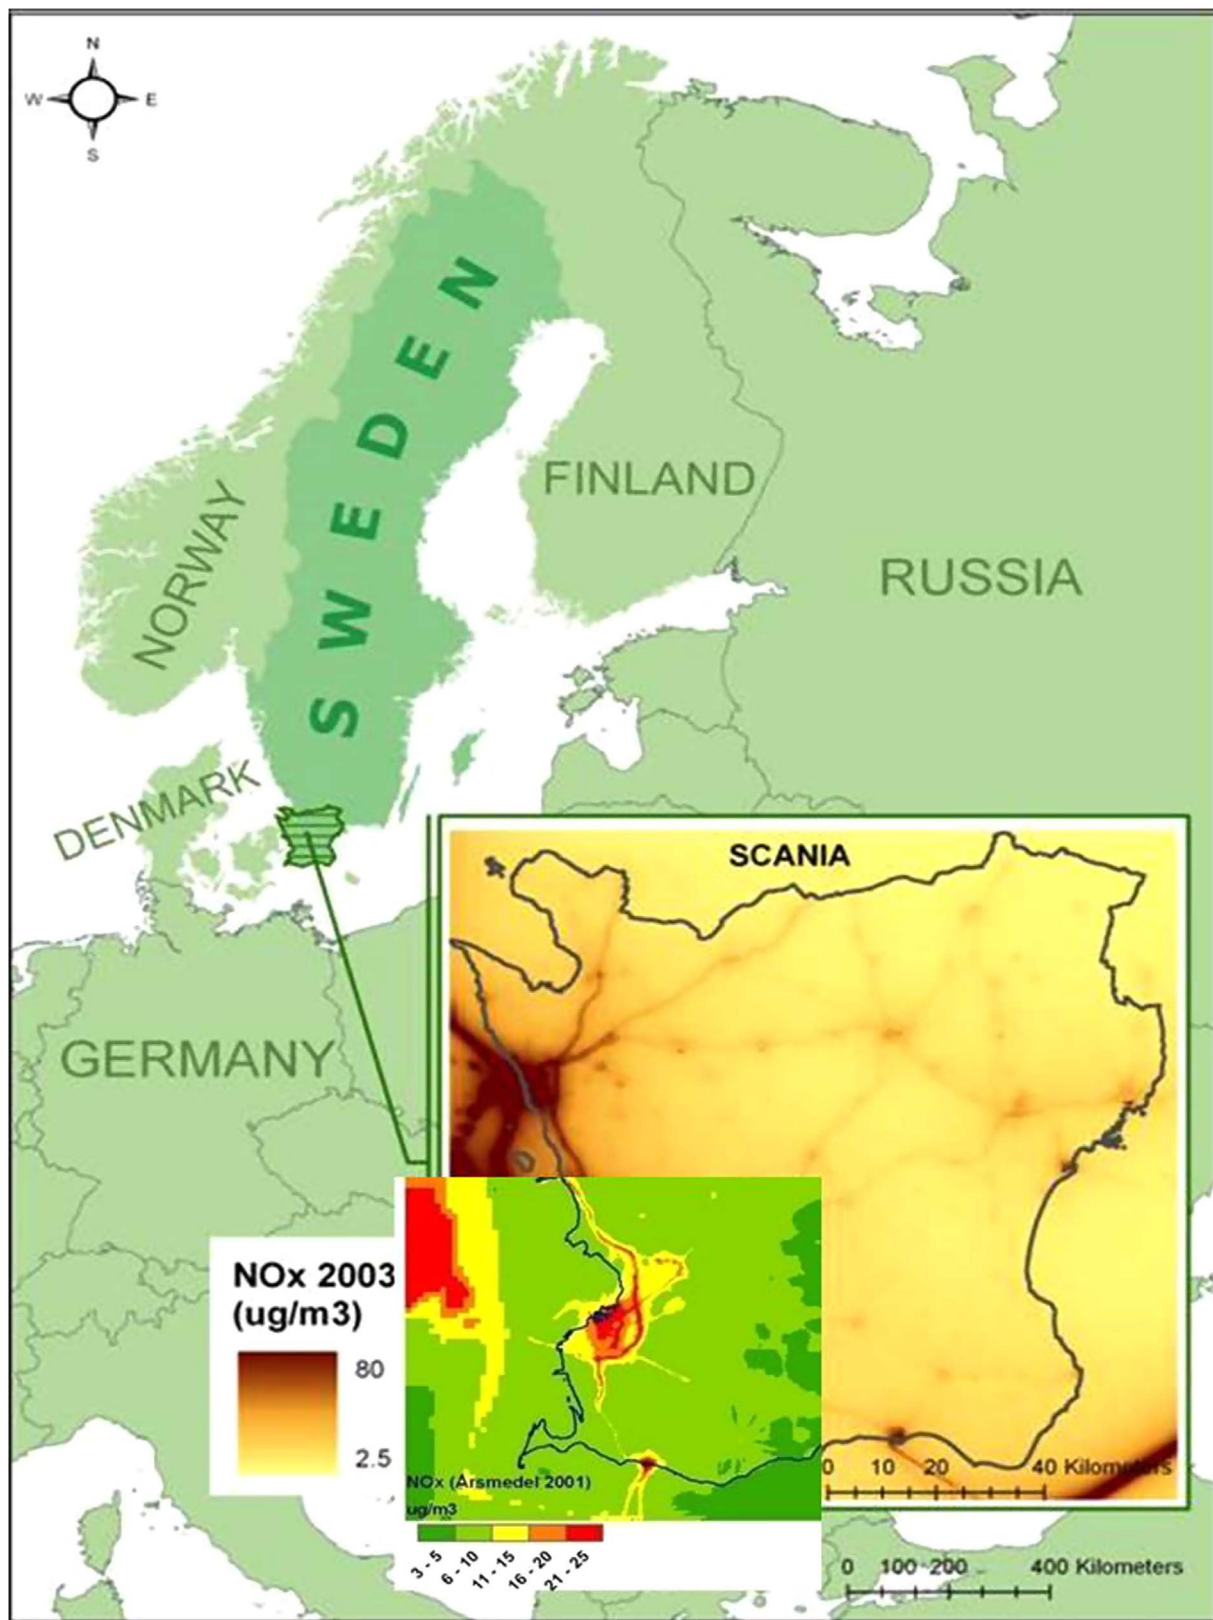 N
W E
S
SWEDEN
FINLAND
NORWAY
RUSSIA
DENMARK
SCANIA
GERMANY
NOx 2003
(ug/m3)
80
2.5
NOx (Årsmedel 2001)
ug/m3
3 - 5
6 - 10
11 - 15
16 - 20
21 - 25
0 10 20 40 Kilometers
0 100 200 400 Kilometers